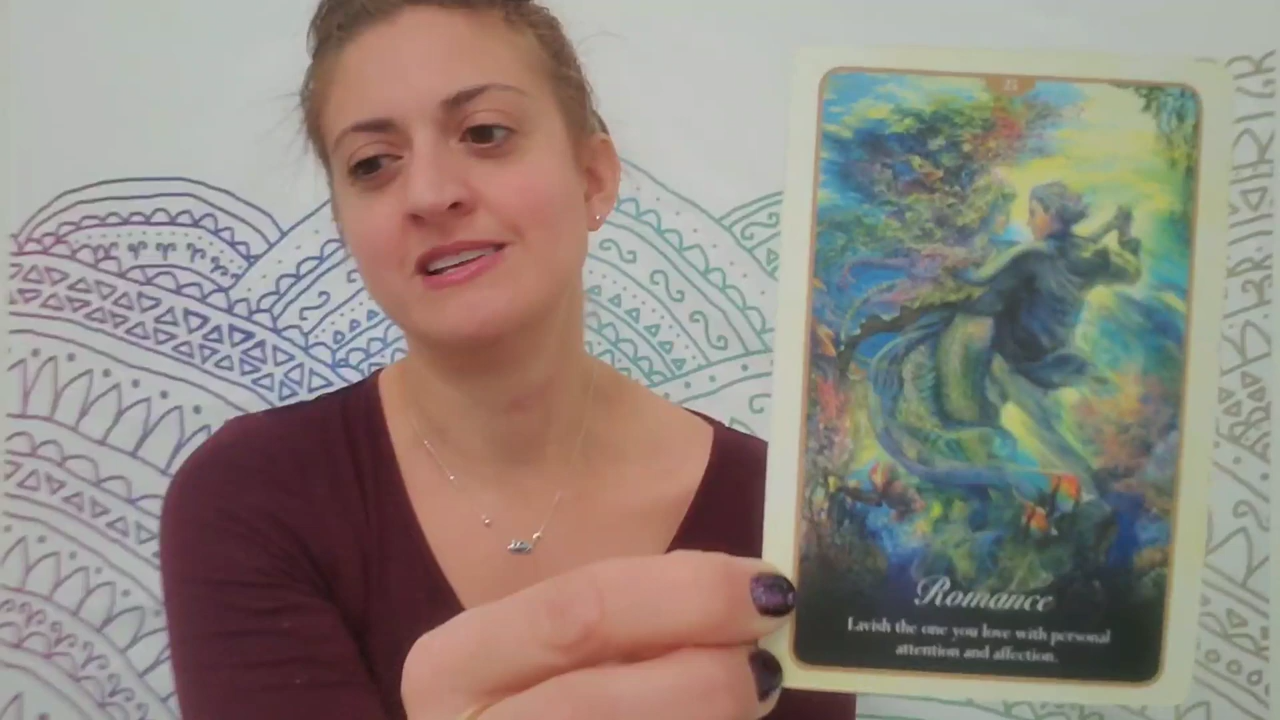 Romance
Lavish the one you love with personal
attention and affection.